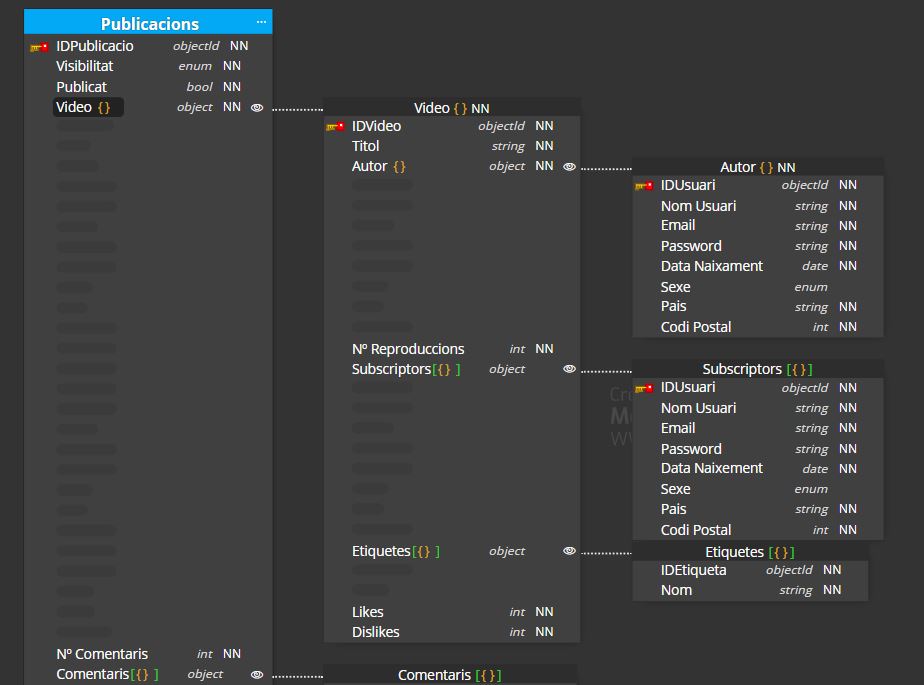 Publicacions ...
IDPublicacio objectId NN
Visibilitat enum NN
Publicat bool NN
Video {} object NN
Video {} NN
IDVideo objectId NN
Titol string NN
Autor {} object NN
Autor {} NN
IDUsuari objectId NN
Nom Usuari string NN
Email string NN
Password string NN
Data Naixament date NN
Sexe enum
Pais string NN
Codi Postal int NN
Nº Reproduccions int NN
Subscriptors[{} ] object
Subscriptors [{}]
IDUsuari objectId NN
Nom Usuari string NN
Email string NN
Password string NN
Data Naixement date NN
Sexe enum
Pais string NN
Codi Postal int NN
Etiquetes[{} ] object
Etiquetes [{}]
IDEtiqueta objectId NN
Nom string NN
Likes int NN
Dislikes int NN
Nº Comentaris int NN
Comentaris[{} ] object
Comentaris [{}]